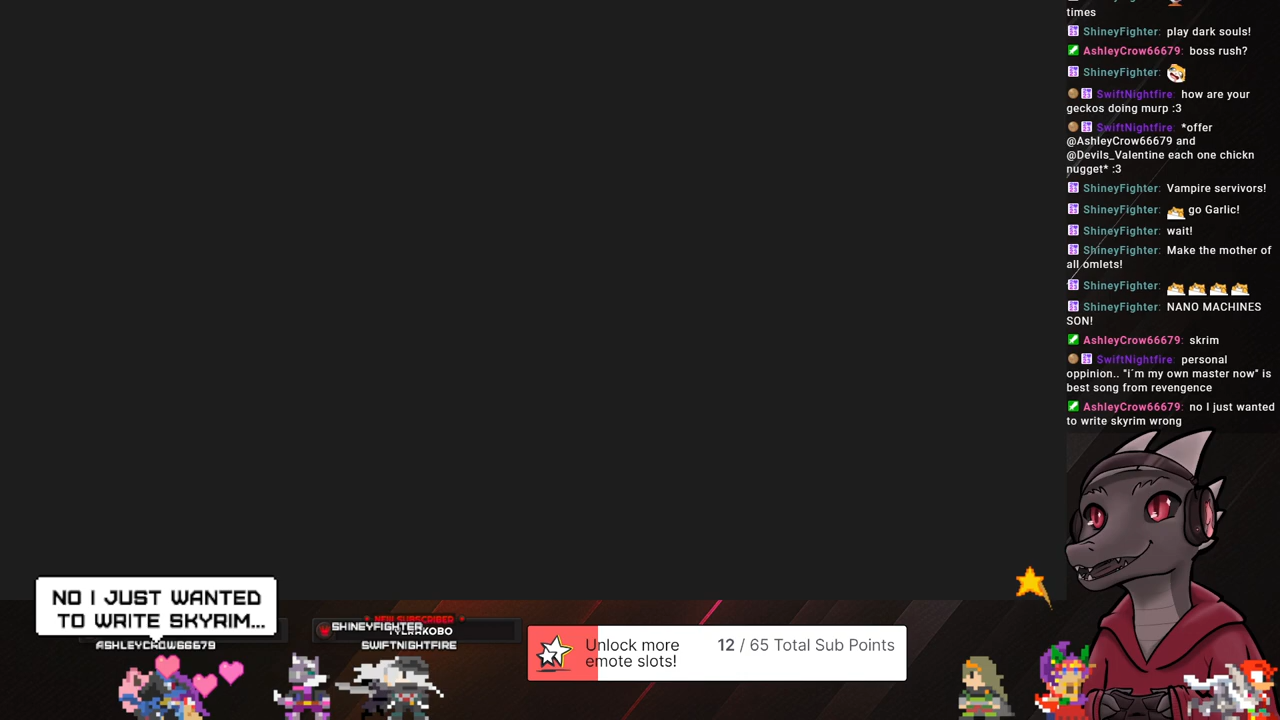 times
ShineyFighter: play dark souls!
AshleyCrow66679: boss rush?
ShineyFighter:
SwiftNightfire: how are your
geckos doing murp :3
SwiftNightfire: *offer
@AshleyCrow66679 and
@Devils_Valentine each one chickn
nugget* :3
ShineyFighter: Vampire servivors!
ShineyFighter: go Garlic!
ShineyFighter: wait!
ShineyFighter: Make the mother of
all omlets!
ShineyFighter:
ShineyFighter: NANO MACHINES
SON!
AshleyCrow66679: skrim
SwiftNightfire: personal
oppinion.. "i´m my own master now" is
best song from revengence
AshleyCrow66679: no I just wanted
to write skyrim wrong
NO I JUST WANTED
TO WRITE SKYRIM...
ASHLEYCROW66679
NEW SUBSCRIBER
SHINEYFIGHTER
SWIFTNIGHTFIRE
Unlock more
emote slots!
12 / 65 Total Sub Points